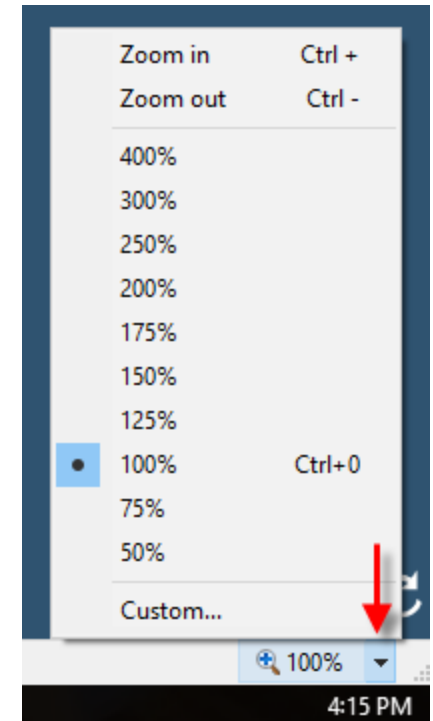 Zoom in Ctrl +
Zoom out Ctrl -
400%
300%
250%
200%
175%
150%
125%
100% Ctrl+0
75%
50%
Custom...
100%
4:15 PM